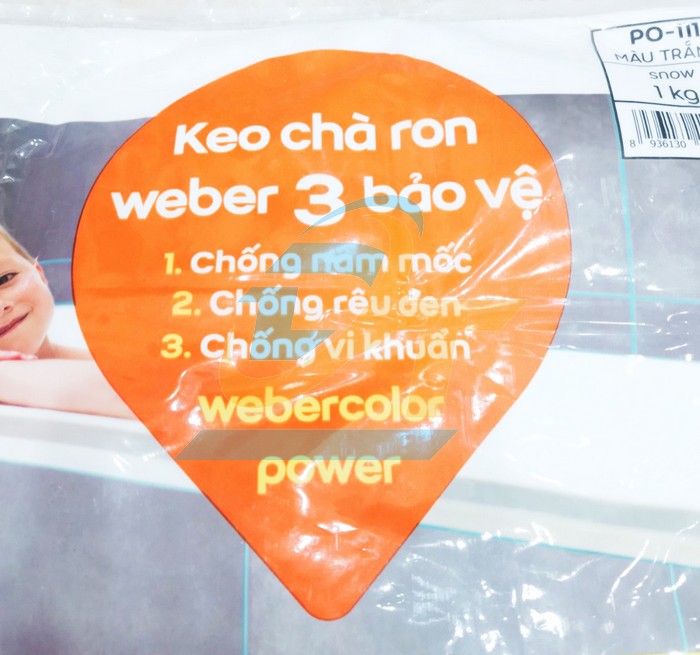 MÀU TRẮN
snow
1 kg
8 936130
Keo chà ron
weber 3 bảo vệ
1. Chống nấm mốc
2. Chống rêu đen
3. Chống vi khuẩn
webercolor
power